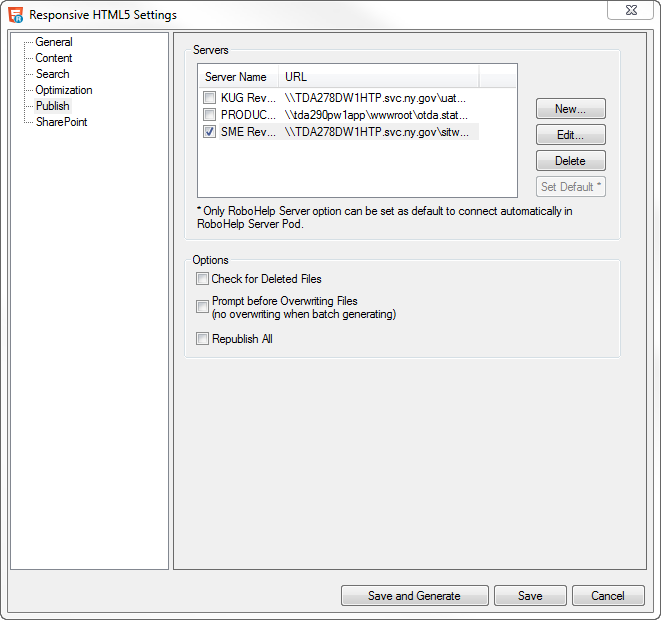 Responsive HTML5 Settings
General
Content
Search
Optimization
Publish
SharePoint
Servers
Server Name URL
KUG Rev... \\TDA278DW1HTP.svc.ny.gov\uat...
PRODUC... \\tda290pw1app\wwwroot\otda.stat...
SME Rev... \\TDA278DW1HTP.svc.ny.gov\sitw...
New...
Edit...
Delete
Set Default *
* Only RoboHelp Server option can be set as default to connect automatically in
RoboHelp Server Pod.
Options
Check for Deleted Files
Prompt before Overwriting Files
(no overwriting when batch generating)
Republish All
Save and Generate Save Cancel